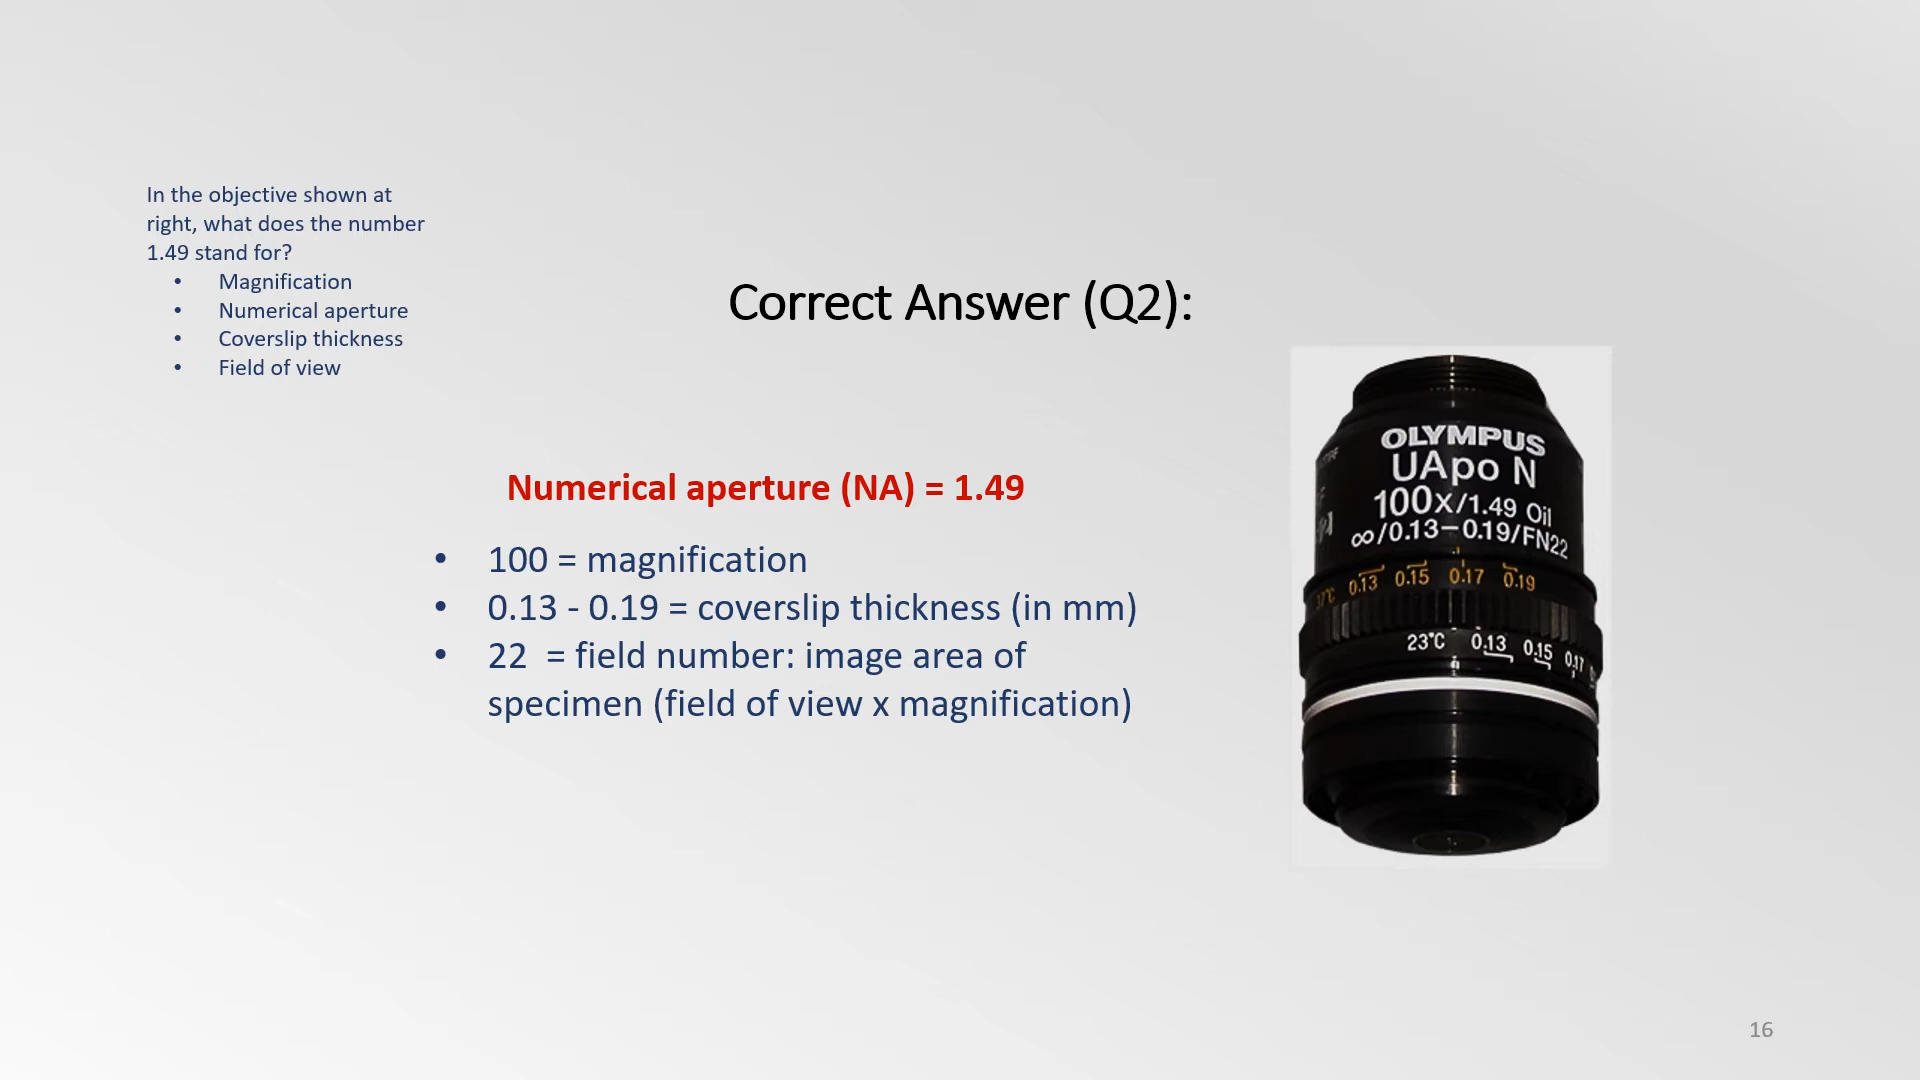 In the objective shown at
right, what does the number
1.49 stand for?
• Magnification
• Numerical aperture
• Coverslip thickness
• Field of view
Correct Answer (Q2):
Numerical aperture (NA) = 1.49
• 100 = magnification
• 0.13 - 0.19 = coverslip thickness (in mm)
• 22 = field number: image area of
specimen (field of view x magnification)
OLYMPUS
UApo N
100x/1.49 Oil
∞/0.13-0.19/FN22
37°C 0.13 0.15 0.17 0.19
23°C 0.13 0.15 0.17
16